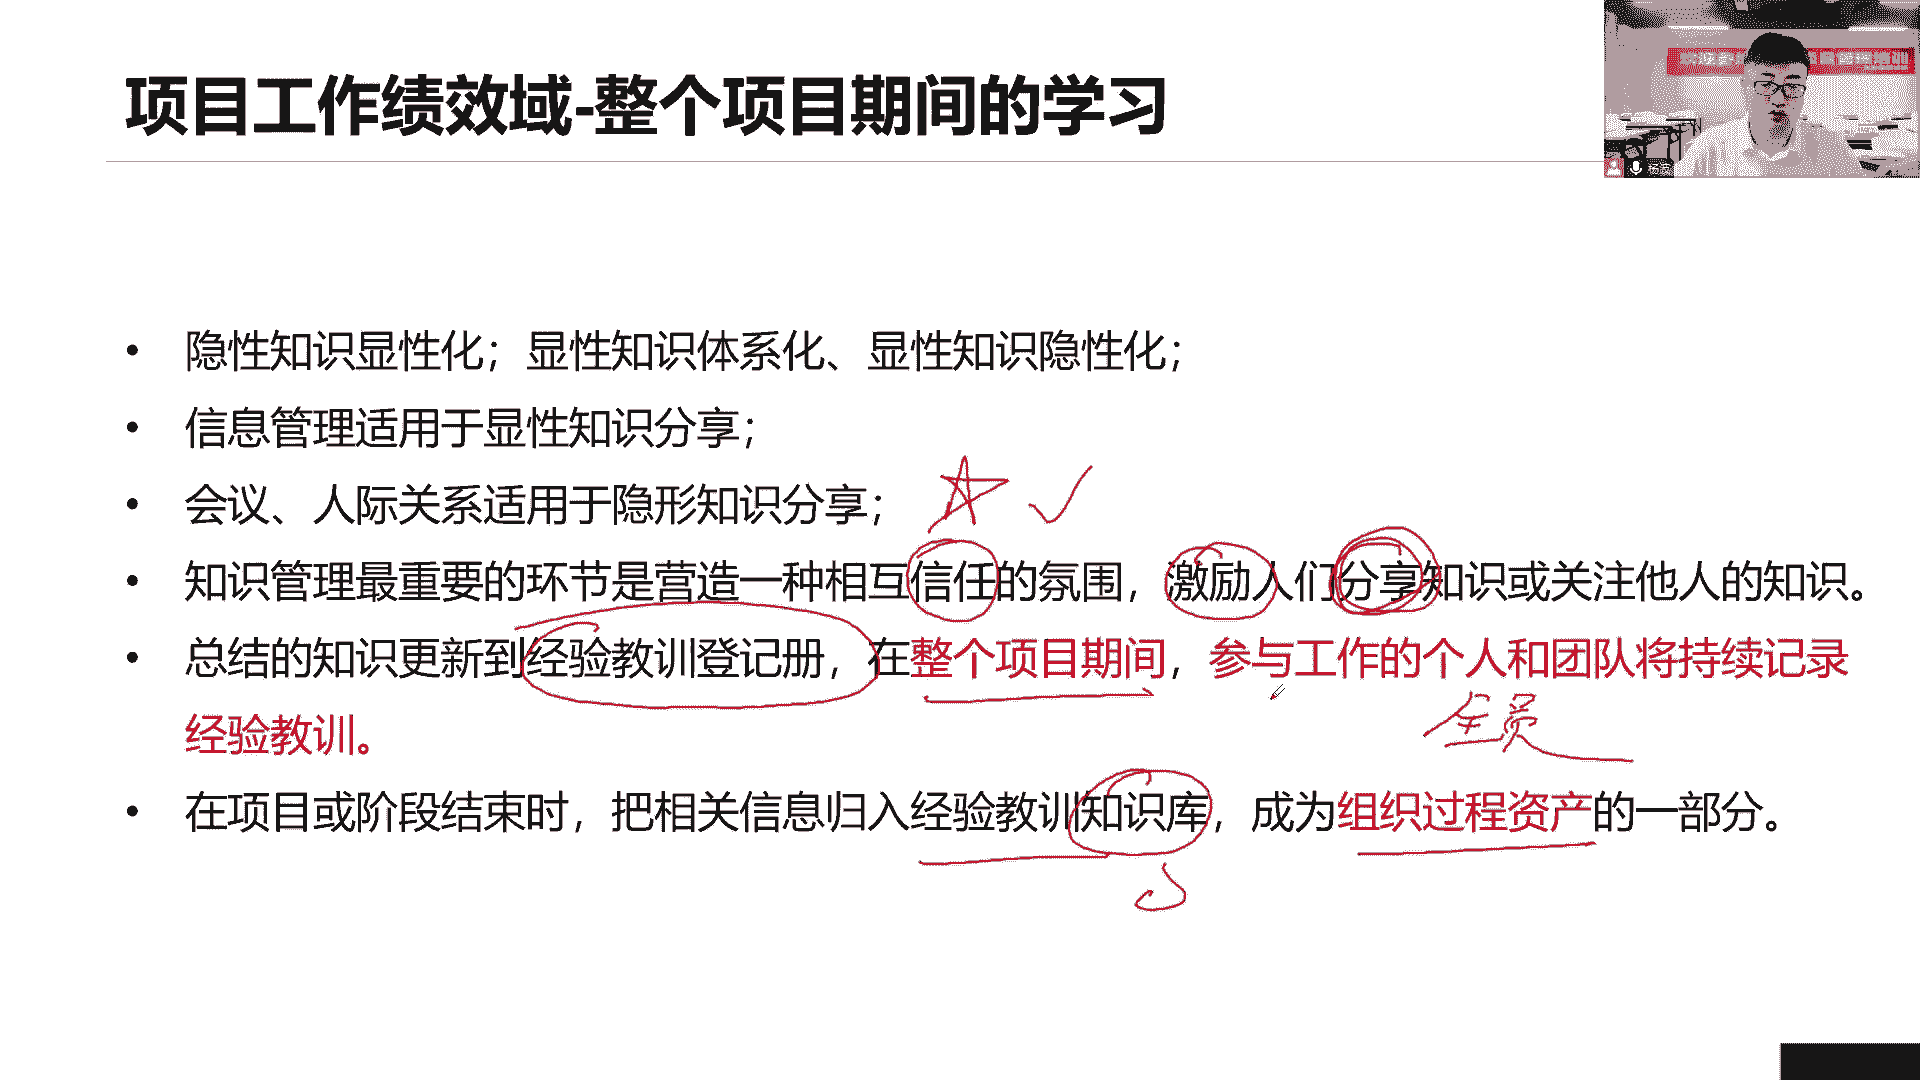 项目工作绩效域-整个项目期间的学习
• 隐性知识显性化；显性知识体系化、显性知识隐性化；
• 信息管理适用于显性知识分享；
• 会议、人际关系适用于隐形知识分享；
• 知识管理最重要的环节是营造一种相互信任的氛围，激励人们分享知识或关注他人的知识。
• 总结的知识更新到经验教训登记册，在整个项目期间，参与工作的个人和团队将持续记录
经验教训。
全员
• 在项目或阶段结束时，把相关信息归入经验教训知识库，成为组织过程资产的一部分。